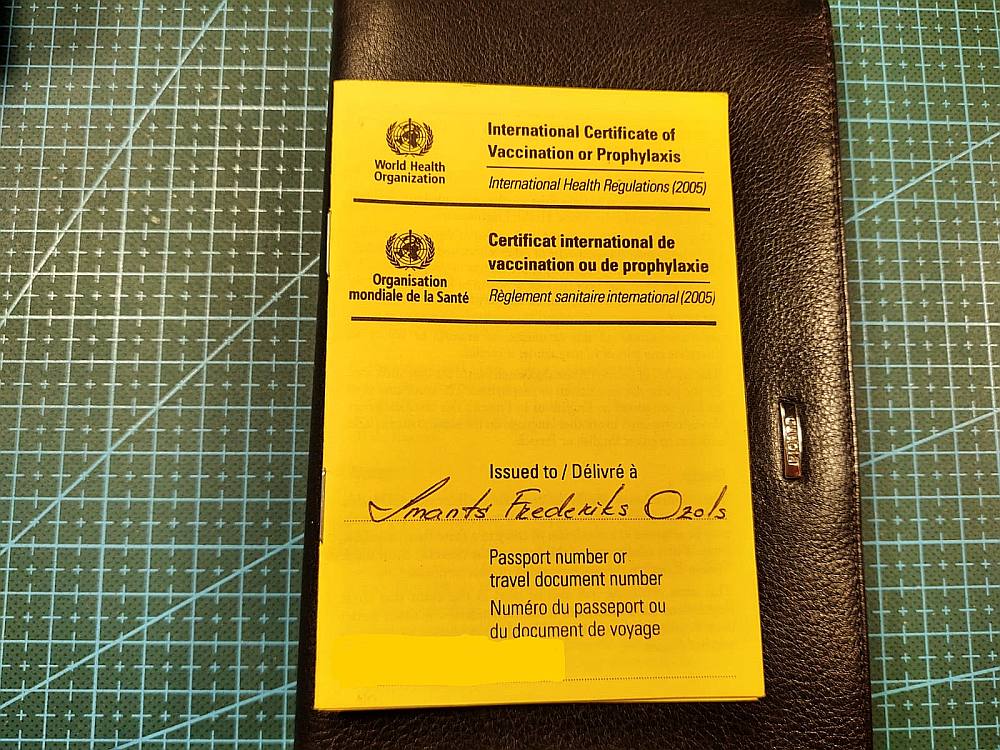 World Health
Organization
International Certificate of
Vaccination or Prophylaxis
International Health Regulations (2005)
Organisation
mondiale de la Santé
Certificat international de
vaccination ou de prophylaxie
Règlement sanitaire international (2005)
Issued to / Délivré à
Imants Frederiks Ozols
Passport number or
travel document number
Numéro du passeport ou
du document de voyage